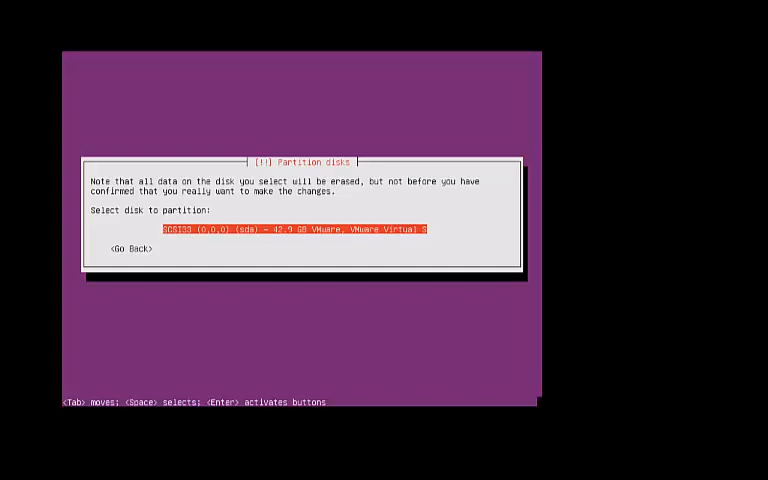 [!!] Partition disks
Note that all data on the disk you select will be erased, but not before you have
confirmed that you really want to make the changes.
Select disk to partition:
SCSI33 (0,0,0) (sda) - 42.9 GB VMware, VMware Virtual S
<Go Back>
<Tab> moves; <Space> selects; <Enter> activates buttons